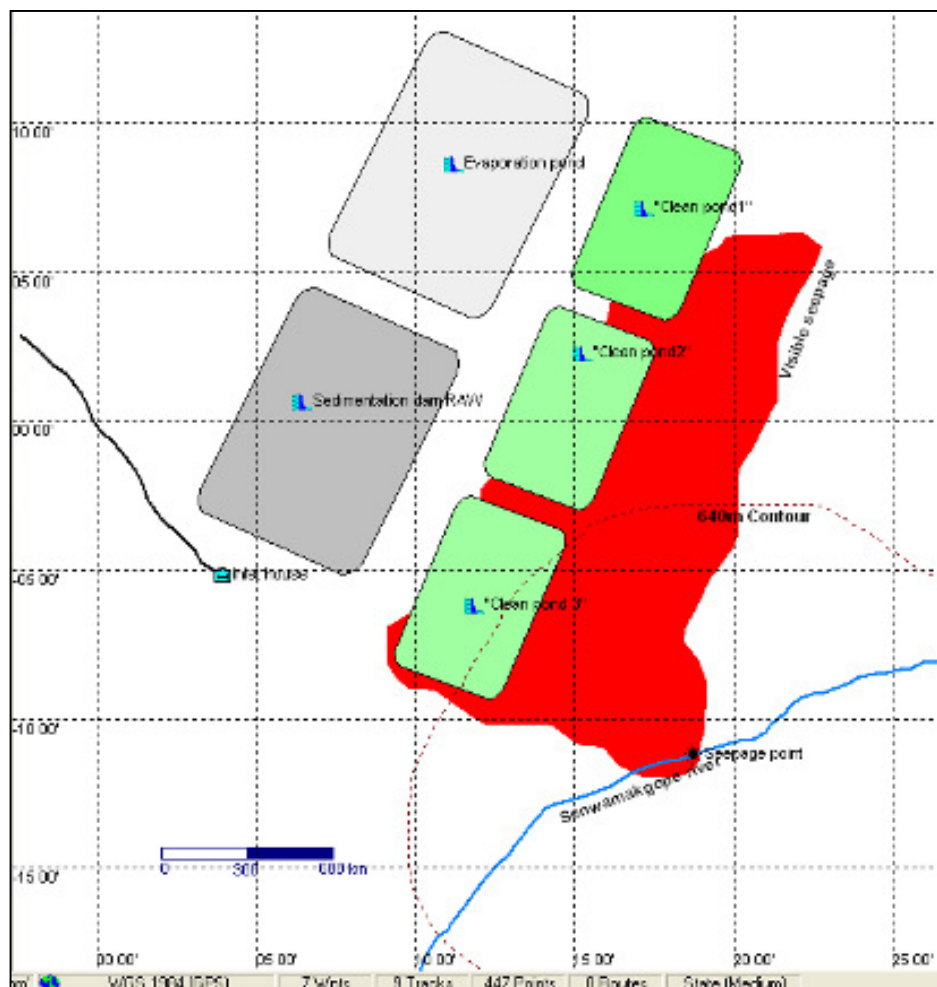 10 00'
Evaporation pond
"Clean pond1"
05 00'
Visible seepage
"Clean pond2"
Sedimentation dam RAW
00 00'
640m Contour
-05 00'
Inlet house
"Clean pond 3"
-10 00'
Seepage point
Senwamakgope river
0 300 600 km
-15 00'
00 00' 05 00' 10 00' 15 00' 20 00' 25 00'
WGS 1984 (GPS) 7 Wpts 9 Tracks 447 Points 0 Routes State (Medium)